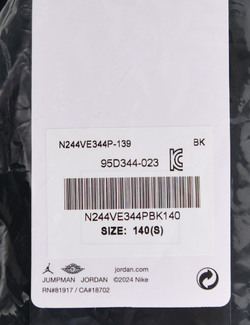 N244VE344P-139 BK
95D344-023
N244VE344PBK140
SIZE: 140(S)
jordan.com
JUMPMAN JORDAN ©2024 Nike
RN#81917 / CA#18702